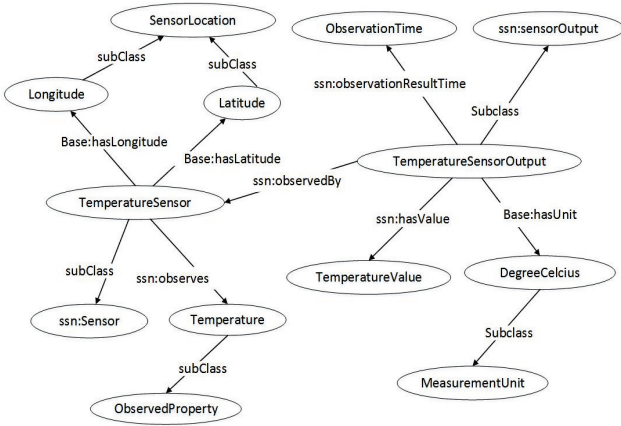 SensorLocation
ObservationTime
ssn:sensorOutput
subClass
subClass
ssn:observationResultTime
Longitude
Latitude
Subclass
Base:hasLongitude
Base:hasLatitude
TemperatureSensorOutput
ssn:observedBy
TemperatureSensor
ssn:hasValue
Base:hasUnit
subClass
ssn:observes
TemperatureValue
DegreeCelcius
ssn:Sensor
Temperature
Subclass
subClass
MeasurementUnit
ObservedProperty